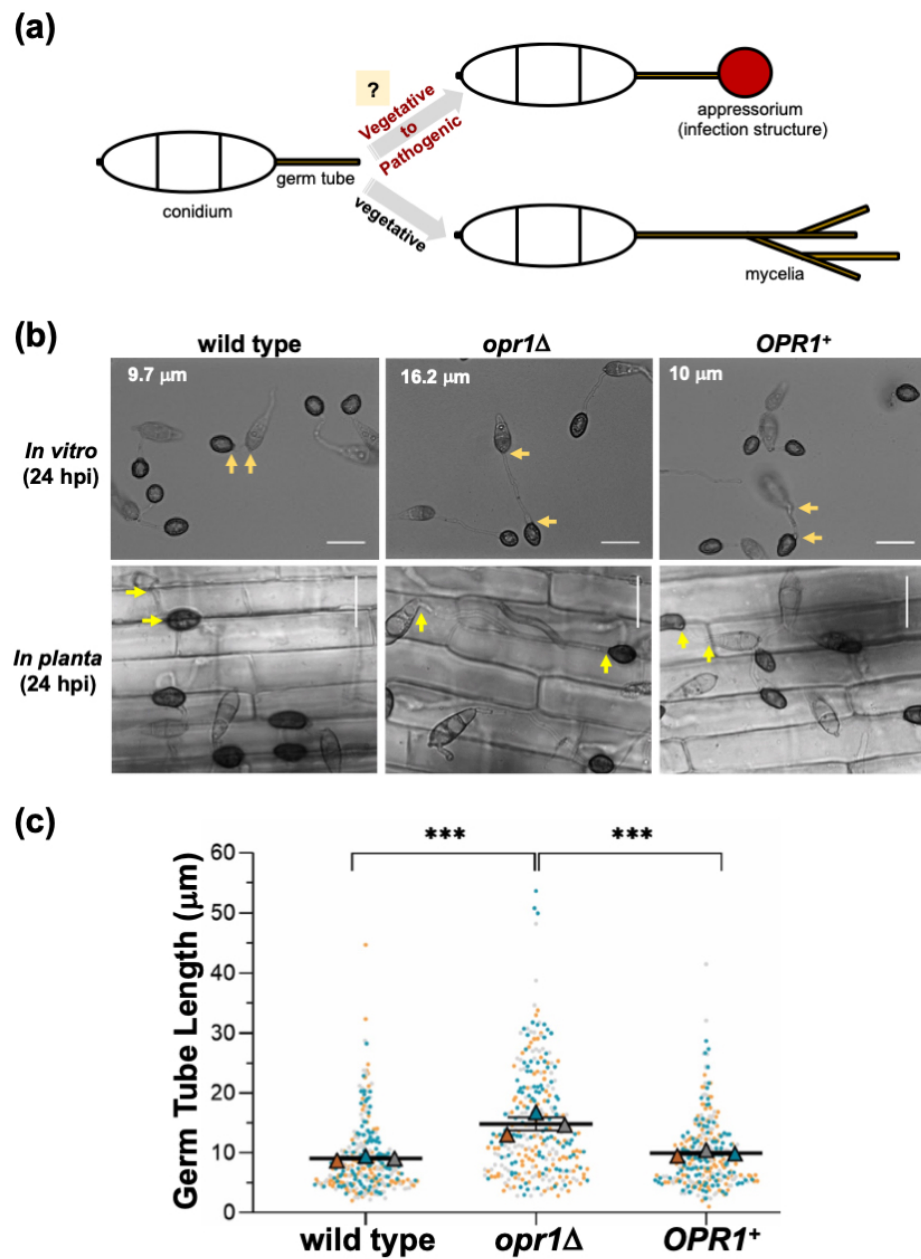 (a)
?
Vegetative
to
Pathogenic
appressorium
(infection structure)
germ tube
conidium
vegetative
mycelia
(b)
wild type
opr1Δ
OPR1⁺
In vitro
(24 hpi)
9.7 μm
16.2 μm
10 μm
In planta
(24 hpi)
(c)
***
***
Germ Tube Length (μm)
60
50
40
30
20
10
0
wild type
opr1Δ
OPR1⁺